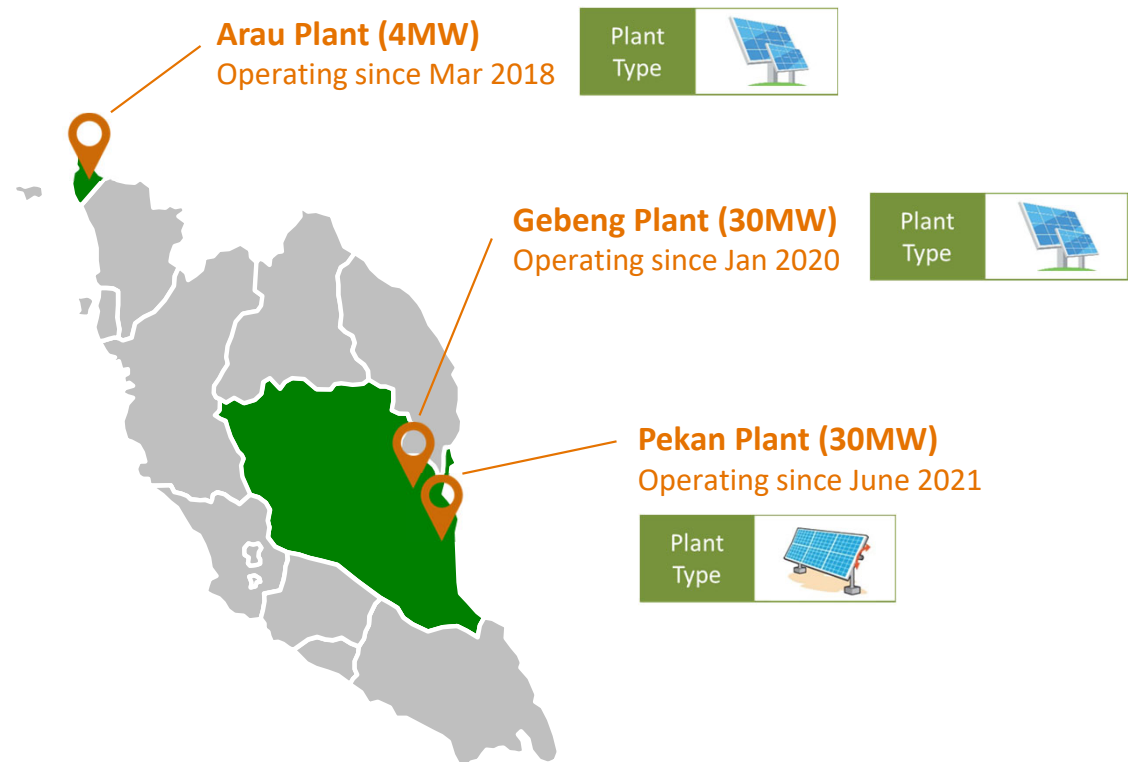 Arau Plant (4MW)
Operating since Mar 2018
Plant
Type
Gebeng Plant (30MW)
Operating since Jan 2020
Plant
Type
Pekan Plant (30MW)
Operating since June 2021
Plant
Type